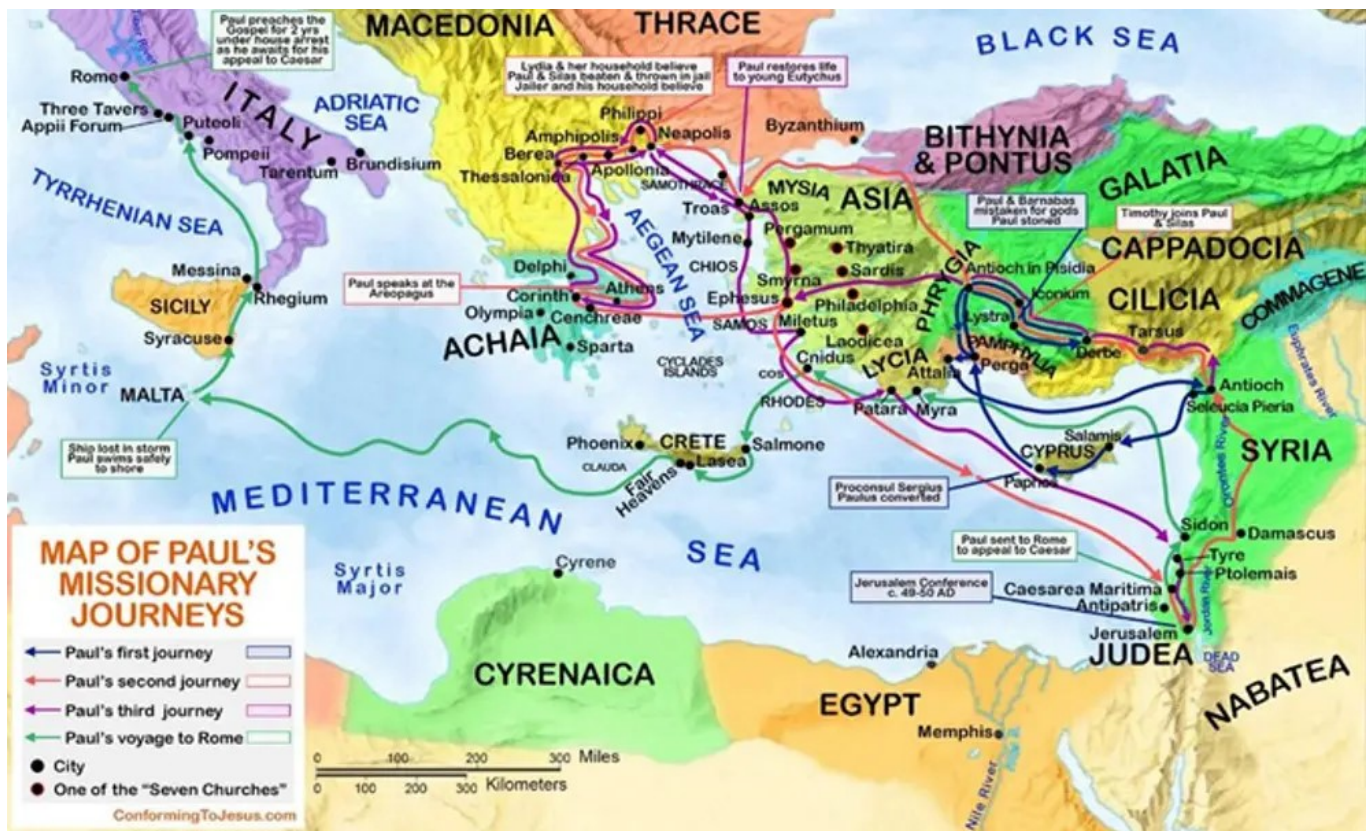 MACEDONIA
THRACE
BLACK SEA
Paul preaches the
Gospel for 2 yrs
under house arrest
as he awaits for his
appeal to Caesar
Lydia & her household believe
Paul & Silas beaten & thrown in jail
Jailer and his household believe
Paul restores life
to young Eutychus
Rome
ITALY
ADRIATIC
SEA
Three Tavers
Appii Forum
Puteoli
Pompeii
Tarentum
Brundisium
Philippi
Amphipolis
Neapolis
Berea
Apollonia
Thessalonica
SAMOTHRACE
Byzanthium
BITHYNIA
& PONTUS
GALATIA
TYRRHENIAN SEA
AEGEAN SEA
MYSIA
ASIA
Troas
Assos
Paul & Barnabas
mistaken for gods
Paul stoned
Timothy joins Paul
& Silas
CAPPADOCIA
Pergamum
Thyatira
Mytilene
CHIOS
Smyrna
Sardis
PHRYGIA
Antioch in Pisidia
Iconium
CILICIA
COMMAGENE
Messina
Rhegium
SICILY
Syracuse
Delphi
Paul speaks at the
Areopagus
Corinth
Athens
Olympia
Cenchreae
ACHAIA
Sparta
Ephesus
Philadelphia
SAMOS
Miletus
Laodicea
Lystra
Derbe
Tarsus
PAMPHYLIA
Perga
LYCIA
Attalia
Euphrates River
Syrtis
Minor
MALTA
CYCLADES
ISLANDS
Cnidus
COS
RHODES
Patara
Myra
Antioch
Seleucia Pieria
Orontes River
SYRIA
Ship lost in storm
Paul swims safely
to shore
Phoenix
CRETE
Salmone
CLAUDA
Lasea
Fair
Heavens
Salamis
CYPRUS
Paphos
Proconsul Sergius
Paulus converted
MEDITERRANEAN
SEA
Sidon
Damascus
Paul sent to Rome
to appeal to Caesar
Tyre
Ptolemais
Caesarea Maritima
Antipatris
Jordan River
Jerusalem Conference
c. 49-50 AD
Jerusalem
JUDEA
DEAD
SEA
NABATEA
Syrtis
Major
Cyrene
CYRENAICA
Alexandria
EGYPT
Memphis
Nile River
MAP OF PAUL'S
MISSIONARY
JOURNEYS
Paul's first journey
Paul's second journey
Paul's third journey
Paul's voyage to Rome
City
One of the "Seven Churches"
ConformingToJesus.com
0 100 200 300 Miles
0 100 200 300 Kilometers